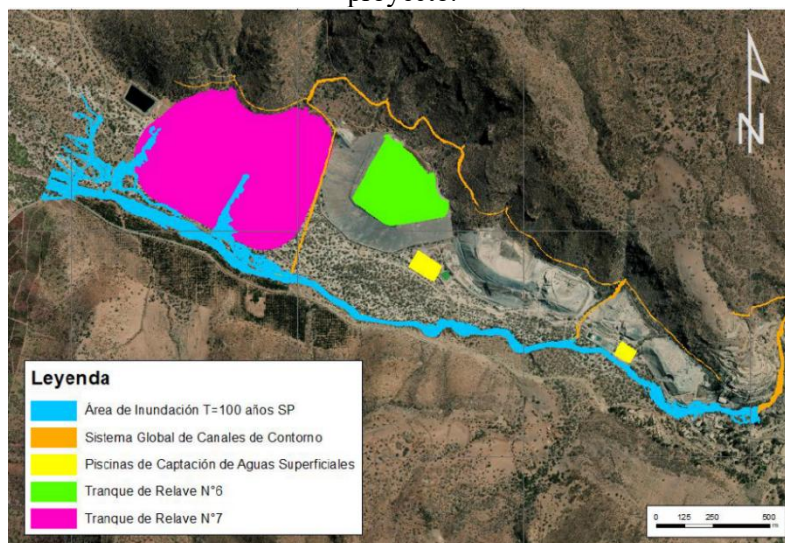 proyecto.
N
Leyenda
Área de Inundación T=100 años SP
Sistema Global de Canales de Contorno
Piscinas de Captación de Aguas Superficiales
Tranque de Relave N°6
Tranque de Relave N°7
0 125 250 500